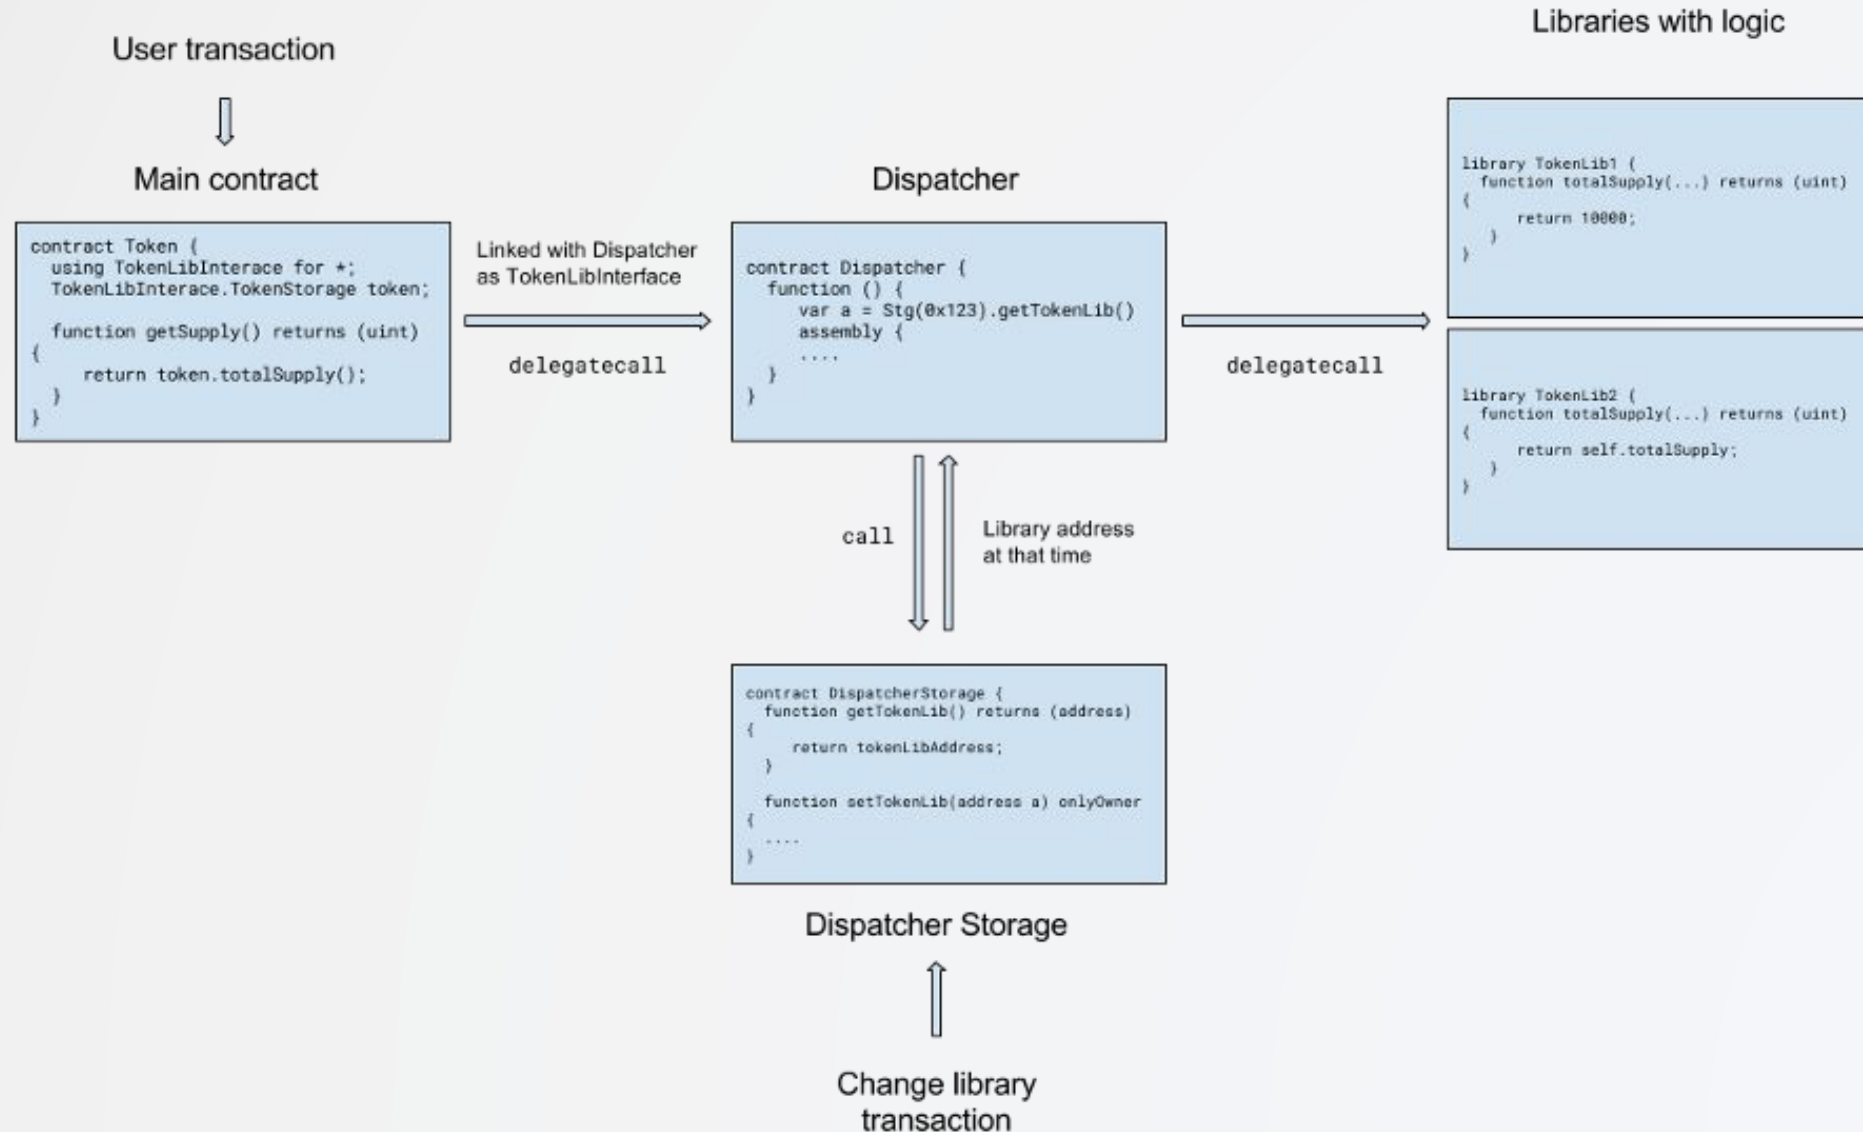 User transaction
Main contract
contract Token {
using TokenLibInterace for *;
TokenLibInterace.TokenStorage token;
function getSupply() returns (uint)
{
return token.totalSupply();
}
}
Linked with Dispatcher
as TokenLibInterface
delegatecall
Dispatcher
contract Dispatcher {
function () {
var a = Stg(0x123).getTokenLib()
assembly {
....
}
}
delegatecall
Libraries with logic
library TokenLib1 {
function totalSupply(...) returns (uint)
{
return 10000;
}
}
library TokenLib2 {
function totalSupply(...) returns (uint)
{
return self.totalSupply;
}
}
call
Library address
at that time
contract DispatcherStorage {
function getTokenLib() returns (address)
{
return tokenLibAddress;
}
function setTokenLib(address a) onlyOwner
{
....
}
Dispatcher Storage
Change library
transaction